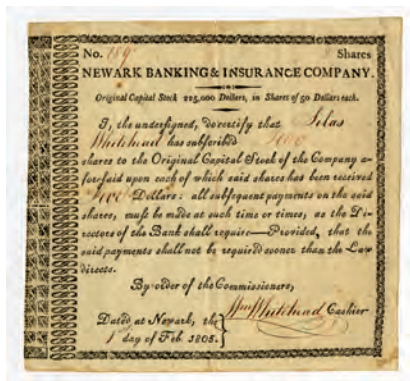 No. 189 Shares
NEWARK BANKING & INSURANCE COMPANY.
Original Capital Stock 225,000 Dollars, in Shares of 50 Dollars each.
I, the undersigned, do certify that Silas
Whitehead has subscribed
shares to the Original Capital Stock of the Company a-
foresaid upon each of which said shares has been received
Five Dollars: all subsequent payments on the said
shares, must be made at such time or times, as the Di-
rectors of the Bank shall require—Provided, that the
said payments shall not be required sooner than the Law
directs.
By order of the Commissioners,
Wm Whitehead Cashier
Dated at Newark, the
1 day of Feb. 1805.